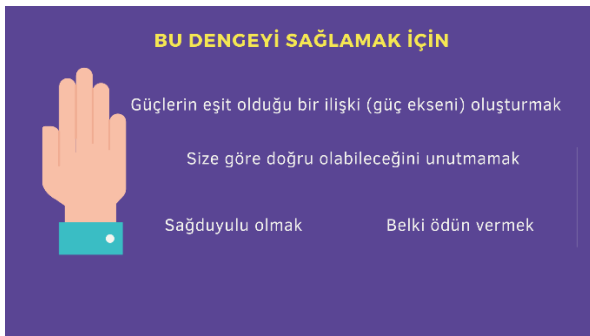 BU DENGEYİ SAĞLAMAK İÇİN
Güçlerin eşit olduğu bir ilişki (güç ekseni) oluşturmak
Size göre doğru olabileceğini unutmamak
Sağduyulu olmak
Belki ödün vermek